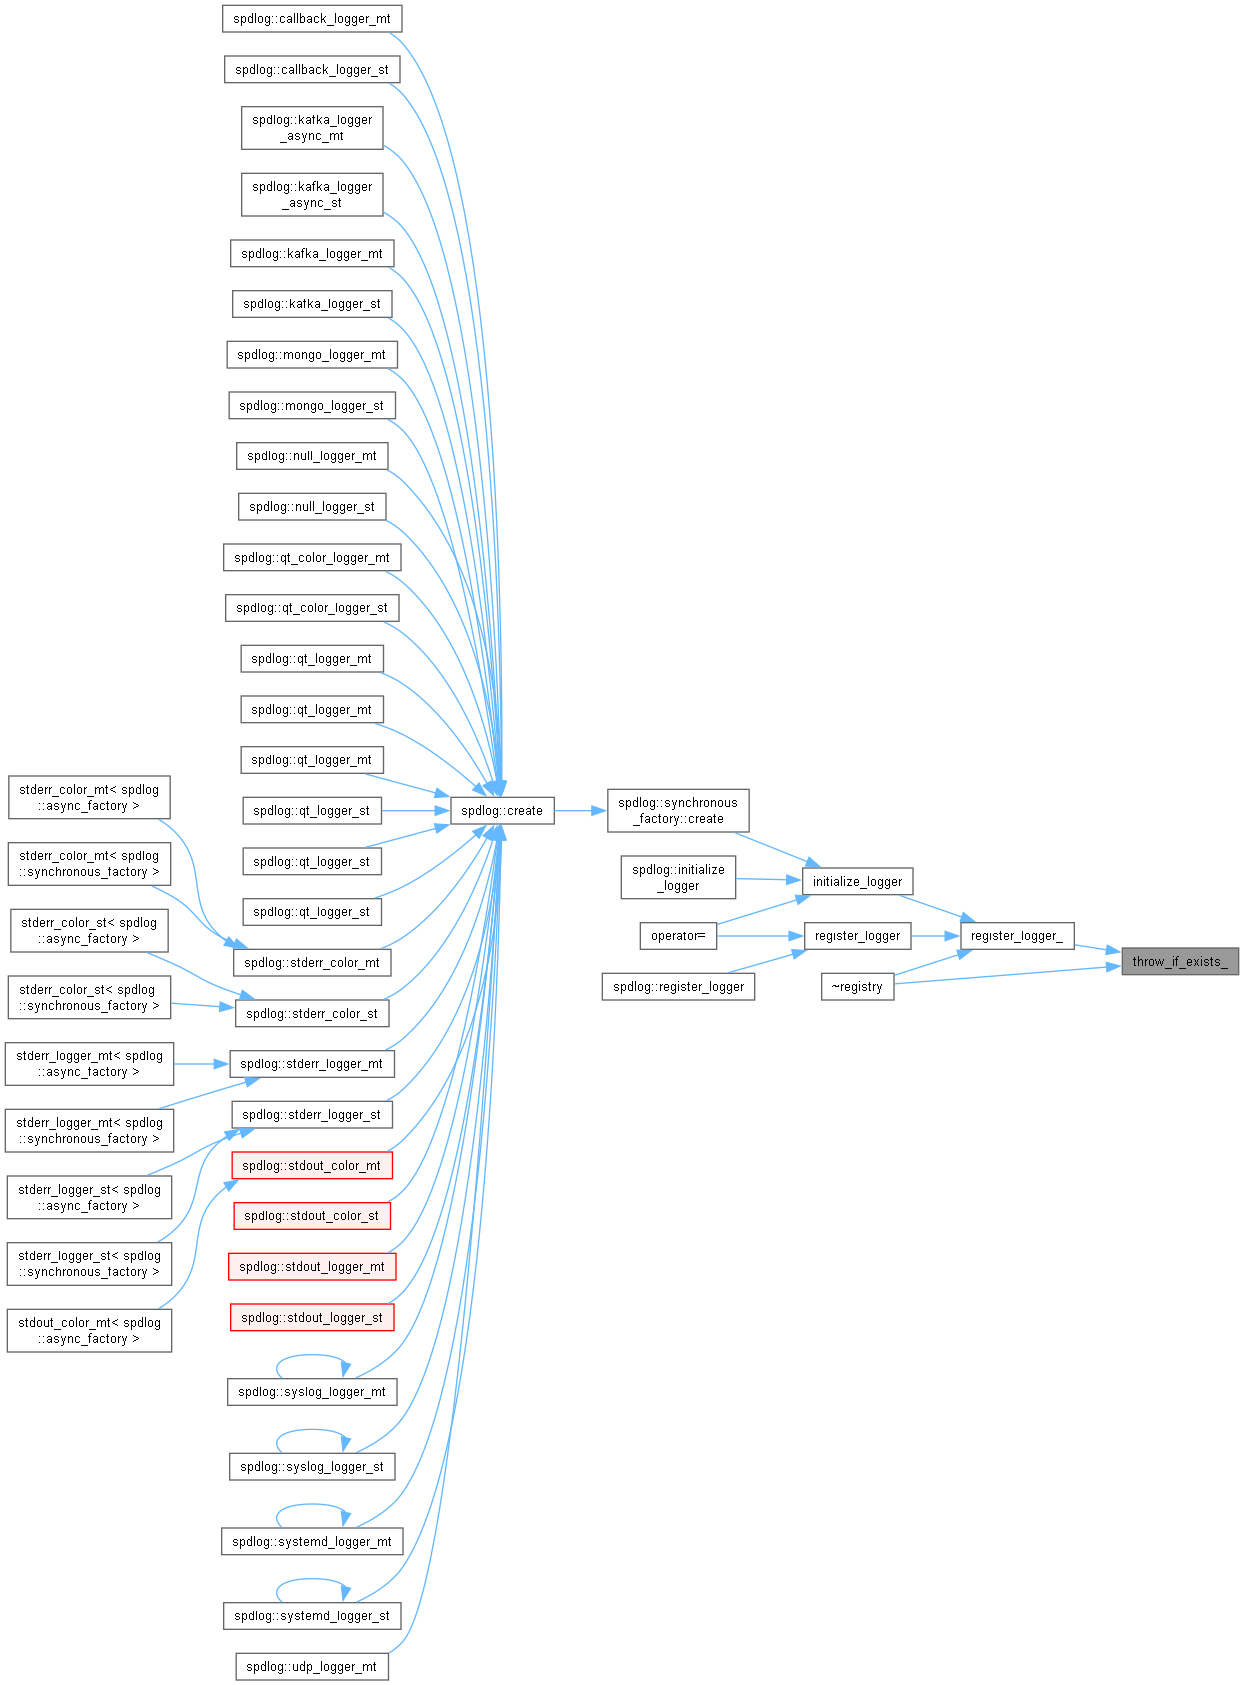 spdlog::callback_logger_mt
spdlog::callback_logger_st
spdlog::kafka_logger
_async_mt
spdlog::kafka_logger
_async_st
spdlog::kafka_logger_mt
spdlog::kafka_logger_st
spdlog::mongo_logger_mt
spdlog::mongo_logger_st
spdlog::null_logger_mt
spdlog::null_logger_st
spdlog::qt_color_logger_mt
spdlog::qt_color_logger_st
spdlog::qt_logger_mt
spdlog::qt_logger_mt
spdlog::qt_logger_mt
spdlog::qt_logger_st
spdlog::qt_logger_st
spdlog::qt_logger_st
spdlog::stderr_color_mt
spdlog::stderr_color_st
spdlog::stderr_logger_mt
spdlog::stderr_logger_st
spdlog::stdout_color_mt
spdlog::stdout_color_st
spdlog::stdout_logger_mt
spdlog::stdout_logger_st
spdlog::syslog_logger_mt
spdlog::syslog_logger_st
spdlog::systemd_logger_mt
spdlog::systemd_logger_st
spdlog::udp_logger_mt
stderr_color_mt< spdlog
::async_factory >
stderr_color_mt< spdlog
::synchronous_factory >
stderr_color_st< spdlog
::async_factory >
stderr_color_st< spdlog
::synchronous_factory >
stderr_logger_mt< spdlog
::async_factory >
stderr_logger_mt< spdlog
::synchronous_factory >
stderr_logger_st< spdlog
::async_factory >
stderr_logger_st< spdlog
::synchronous_factory >
stdout_color_mt< spdlog
::async_factory >
spdlog::create
spdlog::synchronous
_factory::create
spdlog::initialize
_logger
operator=
spdlog::register_logger
initialize_logger
register_logger
~registry
register_logger_
throw_if_exists_